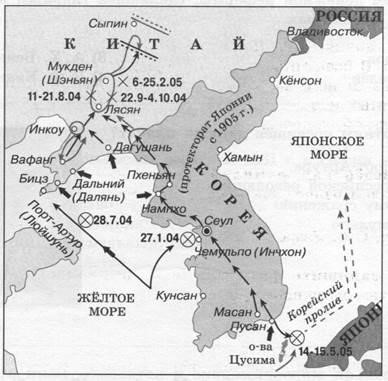 Сыпин
РОССИЯ
КИТАЙ
Владивосток
Мукден
(Шэньян)
6-25.2.05
11-21.8.04
22.9-4.10.04
Кёнсон
Лясян
Инкоу
Вафанг
Дагушань
(протекторат Японии
с 1905 г.)
ЯПОНСКОЕ
МОРЕ
Бицз
Дальний
(Далянь)
Пхеньян
Хамын
КОРЕЯ
Нампхо
Порт-Артур
(Люйшунь)
28.7.04
Сеул
27.1.04
Чемульпо (Инчхон)
ЖЁЛТОЕ
МОРЕ
Кунсан
Масан
Пусан
Корейский
пролив
о-ва
Цусима
14-15.5.05
ЯПОНИЯ